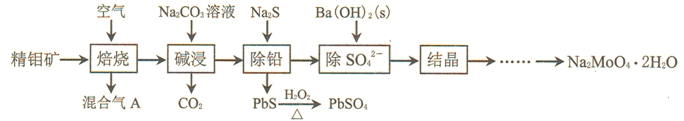 空气 Na₂CO₃溶液 Na₂S Ba(OH)₂(s)
精钼矿 焙烧 碱浸 除铅 除SO₄²⁻ 结晶 …… Na₂MoO₄·2H₂O
混合气A CO₂ PbS H₂O₂ △ PbSO₄